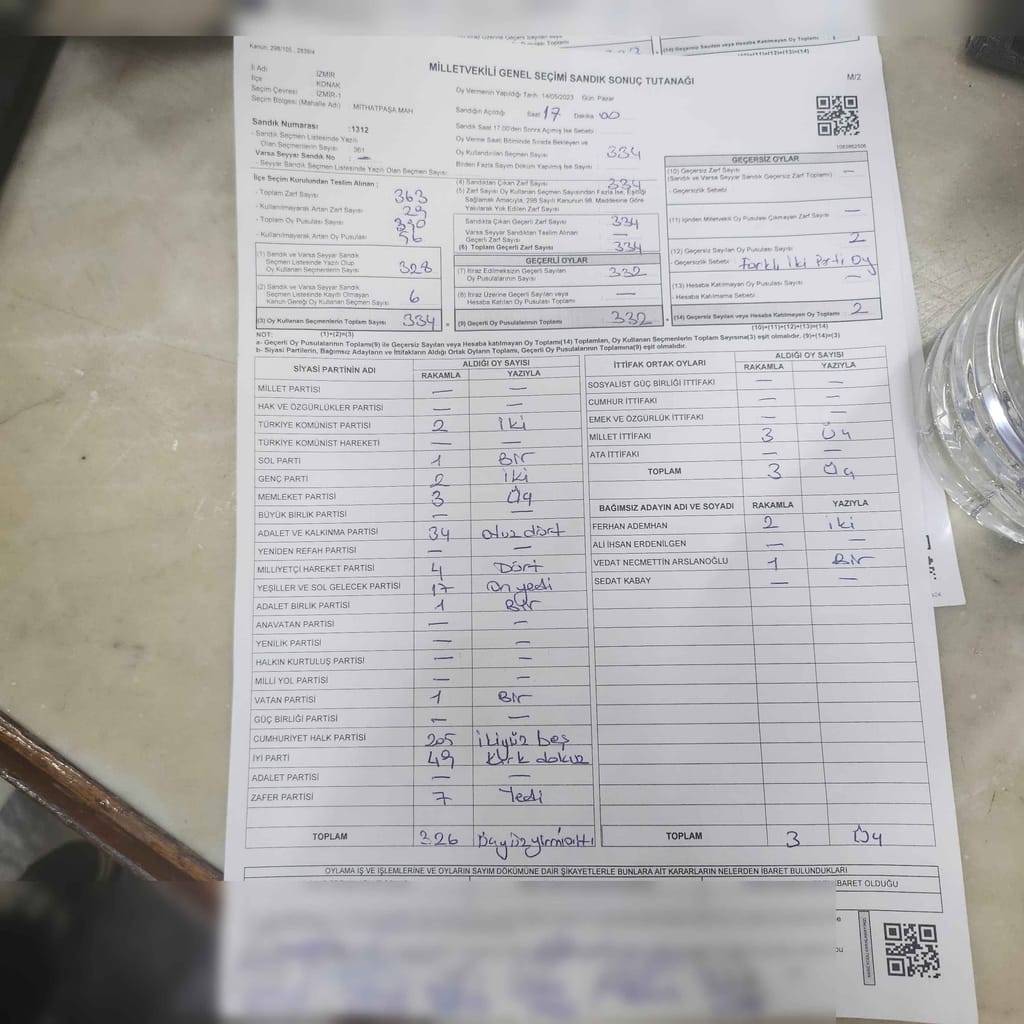 Kanun: 298/105, 2839/4
MİLLETVEKİLİ GENEL SEÇİMİ SANDIK SONUÇ TUTANAĞI
M/2
İl Adı İZMİR
İlçe KONAK
Seçim Çevresi İZMİR-1
Seçim Bölgesi (Mahalle Adı) MİTHATPAŞA MAH
Oy Vermenin Yapıldığı Tarih :14/05/2023 Gün: Pazar
Sandığın Açıldığı Saat 17 Dakika 00
Sandık Saat 17.00'den Sonra Açılmış İse Sebebi
Sandık Numarası :1312
- Sandık Seçmen Listesinde Yazılı
Olan Seçmenlerin Sayısı 361
Varsa Seyyar Sandık No : —
- Seyyar Sandık Seçmen Listesinde Yazılı Olan Seçmen Sayısı
Oy Verme Saati Bitiminde Sırada Bekleyen ve
Oy Kullandırılan Seçmen Sayısı 334
Birden Fazla Sayım Döküm Yapılmış İse Sayısı :
İlçe Seçim Kurulundan Teslim Alınan :
- Toplam Zarf Sayısı 363
- Kullanılmayarak Artan Zarf Sayısı 29
- Toplam Oy Pusulası Sayısı 390
- Kullanılmayarak Artan Oy Pusulası 56
(1) Sandık ve Varsa Seyyar Sandık
Seçmen Listesinde Yazılı Olup
Oy Kullanan Seçmenlerin Sayısı 328
(2) Sandık ve Varsa Seyyar Sandık
Seçmen Listesinde Kayıtlı Olmayan
Kanun Gereği Oy Kullanan Seçmen Sayısı 6
(3) Oy Kullanan Seçmenlerin Toplam Sayısı 334
(1)+(2)=(3)
(4) Sandıktan Çıkan Zarf Sayısı 334
(5) Zarf Sayısı Oy Kullanan Seçmen Sayısından Fazla İse, Eşitliği
Sağlamak Amacıyla, 298 Sayılı Kanunun 98. Maddesine Göre
Yakılarak Yok Edilen Zarf Sayısı
Sandıkta Çıkan Geçerli Zarf Sayısı 334
Varsa Seyyar Sandıktan Teslim Alınan
Geçerli Zarf Sayısı —
(6) Toplam Geçerli Zarf Sayısı 334
GEÇERLİ OYLAR
(7) İtiraz Edilmeksizin Geçerli Sayılan
Oy Pusulalarının Sayısı 332
(8) İtiraz Üzerine Geçerli Sayılan veya
Hesaba Katılan Oy Pusulası Toplamı —
(9) Geçerli Oy Pusulalarının Toplamı 332
GEÇERSİZ OYLAR
(10) Geçersiz Zarf Sayısı
(Sandık ve Varsa Seyyar Sandık Geçersiz Zarf Toplamı) —
- Geçersizlik Sebebi
(11) İçinden Milletvekili Oy Pusulası Çıkmayan Zarf Sayısı —
(12) Geçersiz Sayılan Oy Pusulası Sayısı 2
- Geçersizlik Sebebi : Farklı İki Parti Oy
(13) Hesaba Katılmayan Oy Pusulası Sayısı —
- Hesaba Katılmama Sebebi
(14) Geçersiz Sayılan veya Hesaba Katılmayan Oy Toplamı 2
(10)+(11)+(12)+(13)=(14)
NOT:
a- Geçerli Oy Pusulalarının Toplamı(9) ile Geçersiz Sayılan veya Hesaba katılmayan Oy Toplamı(14) Toplamları, Oy Kullanan Seçmenlerin Toplam Sayısına(3) eşit olmalıdır. (9)+(14)=(3)
b- Siyasi Partilerin, Bağımsız Adayların ve İttifakların Aldığı Ortak Oyların Toplamı, Geçerli Oy Pusulalarının Toplamına(9) eşit olmalıdır.
SİYASİ PARTİNİN ADI ALDIĞI OY SAYISI
RAKAMLA YAZIYLA
MİLLET PARTİSİ — —
HAK VE ÖZGÜRLÜKLER PARTİSİ — —
TÜRKİYE KOMÜNİST PARTİSİ 2 iki
TÜRKİYE KOMÜNİST HAREKETİ — —
SOL PARTİ 1 Bir
GENÇ PARTİ 2 iki
MEMLEKET PARTİSİ 3 Üç
BÜYÜK BİRLİK PARTİSİ — —
ADALET VE KALKINMA PARTİSİ 34 otuz dört
YENİDEN REFAH PARTİSİ — —
MİLLİYETÇİ HAREKET PARTİSİ 4 Dört
YEŞİLLER VE SOL GELECEK PARTİSİ 17 On yedi
ADALET BİRLİK PARTİSİ 1 Bir
ANAVATAN PARTİSİ — —
YENİLİK PARTİSİ — —
HALKIN KURTULUŞ PARTİSİ — —
MİLLİ YOL PARTİSİ — —
VATAN PARTİSİ 1 Bir
GÜÇ BİRLİĞİ PARTİSİ — —
CUMHURİYET HALK PARTİSİ 205 ikiyüz beş
İYİ PARTİ 49 kırk dokuz
ADALET PARTİSİ — —
ZAFER PARTİSİ 7 Yedi
TOPLAM 326 Üçyüzyirmialtı
İTTİFAK ORTAK OYLARI ALDIĞI OY SAYISI
RAKAMLA YAZIYLA
SOSYALİST GÜÇ BİRLİĞİ İTTİFAKI — —
CUMHUR İTTİFAKI — —
EMEK VE ÖZGÜRLÜK İTTİFAKI — —
MİLLET İTTİFAKI 3 Üç
ATA İTTİFAKI — —
TOPLAM 3 Üç
BAĞIMSIZ ADAYIN ADI VE SOYADI RAKAMLA YAZIYLA
FERHAN ADEMHAN 2 iki
ALİ İHSAN ERDENİLGEN — —
VEDAT NECMETTİN ARSLANOĞLU 1 Bir
SEDAT KABAY — —
TOPLAM 3 Üç
OYLAMA İŞ VE İŞLEMLERİNE VE OYLARIN SAYIM DÖKÜMÜNE DAİR ŞİKAYETLERLE BUNLARA AİT KARARLARIN NELERDEN İBARET BULUNDUKLARI
İBARET OLDUĞU